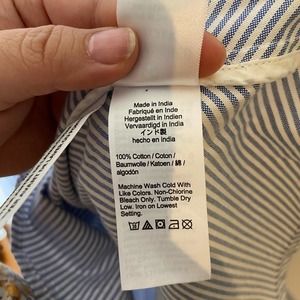 Made in India
Fabriqué en Inde
Hergestellt in Indien
Vervaardigd in India
インド製
hecho en India
100% Cotton / Coton /
Baumwolle / Katoen / 綿 /
algodón
Machine Wash Cold With
Like Colors. Non-Chlorine
Bleach Only. Tumble Dry
Low. Iron on Lowest
Setting.